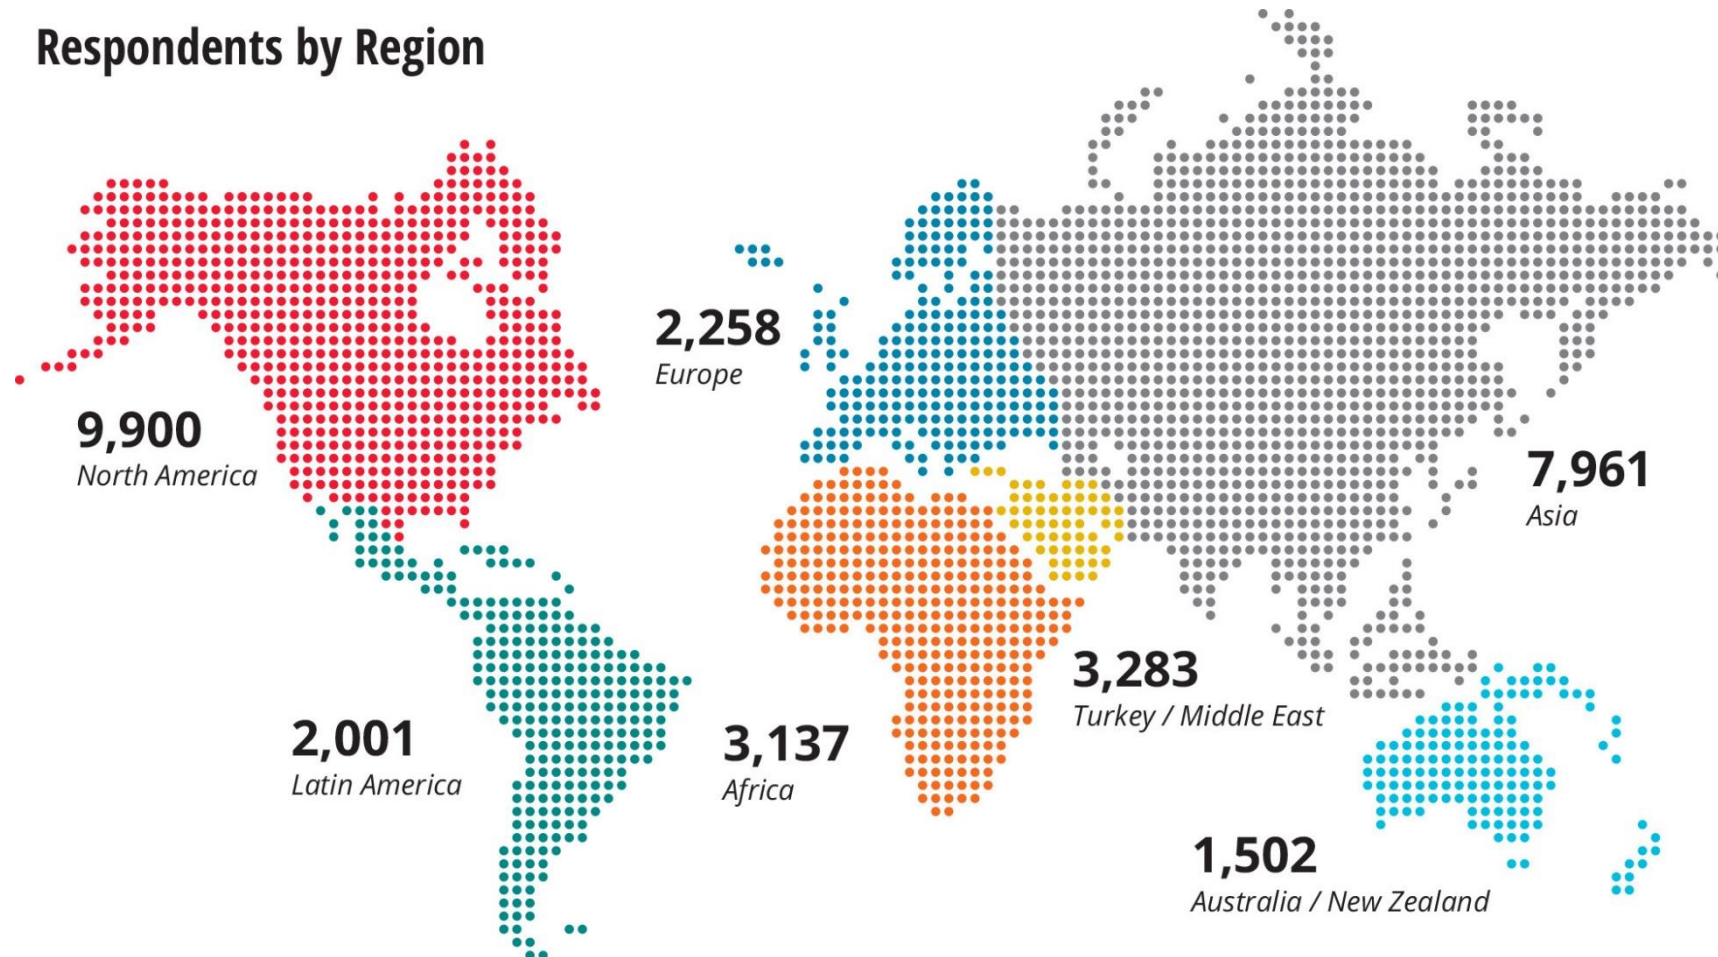 Respondents by Region
2,258
Europe
9,900
North America
7,961
Asia
3,283
Turkey / Middle East
2,001
Latin America
3,137
Africa
1,502
Australia / New Zealand